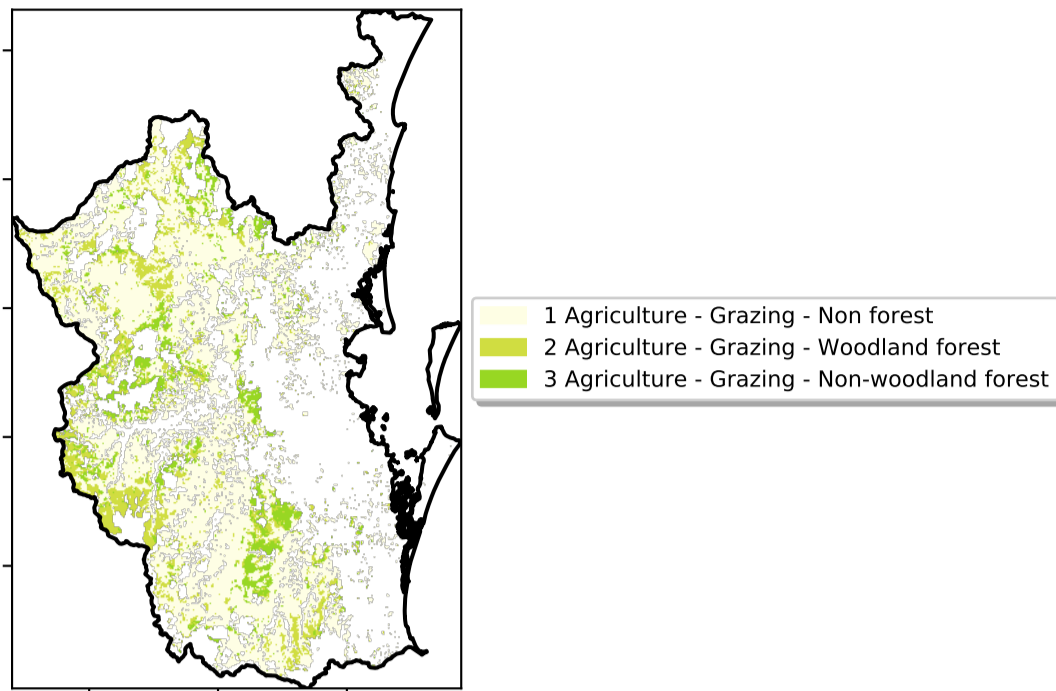 1 Agriculture - Grazing - Non forest
2 Agriculture - Grazing - Woodland forest
3 Agriculture - Grazing - Non-woodland forest